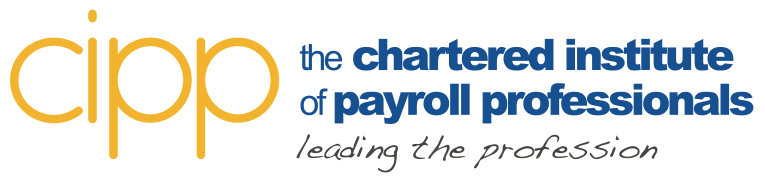 cipp
the chartered institute
of payroll professionals
leading the profession